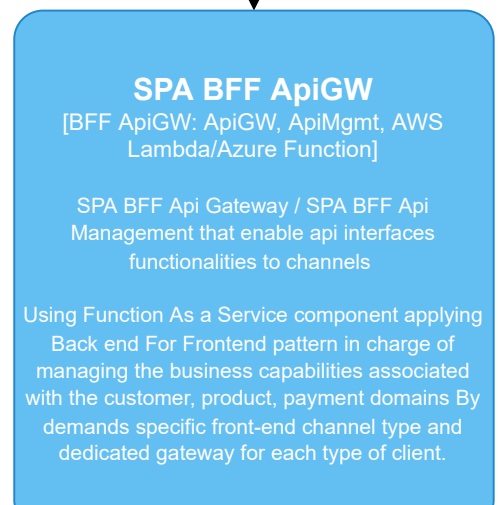 SPA BFF ApiGW
[BFF ApiGW: ApiGW, ApiMgmt, AWS
Lambda/Azure Function]
SPA BFF Api Gateway / SPA BFF Api
Management that enable api interfaces
functionalities to channels
Using Function As a Service component applying
Back end For Frontend pattern in charge of
managing the business capabilities associated
with the customer, product, payment domains By
demands specific front-end channel type and
dedicated gateway for each type of client.